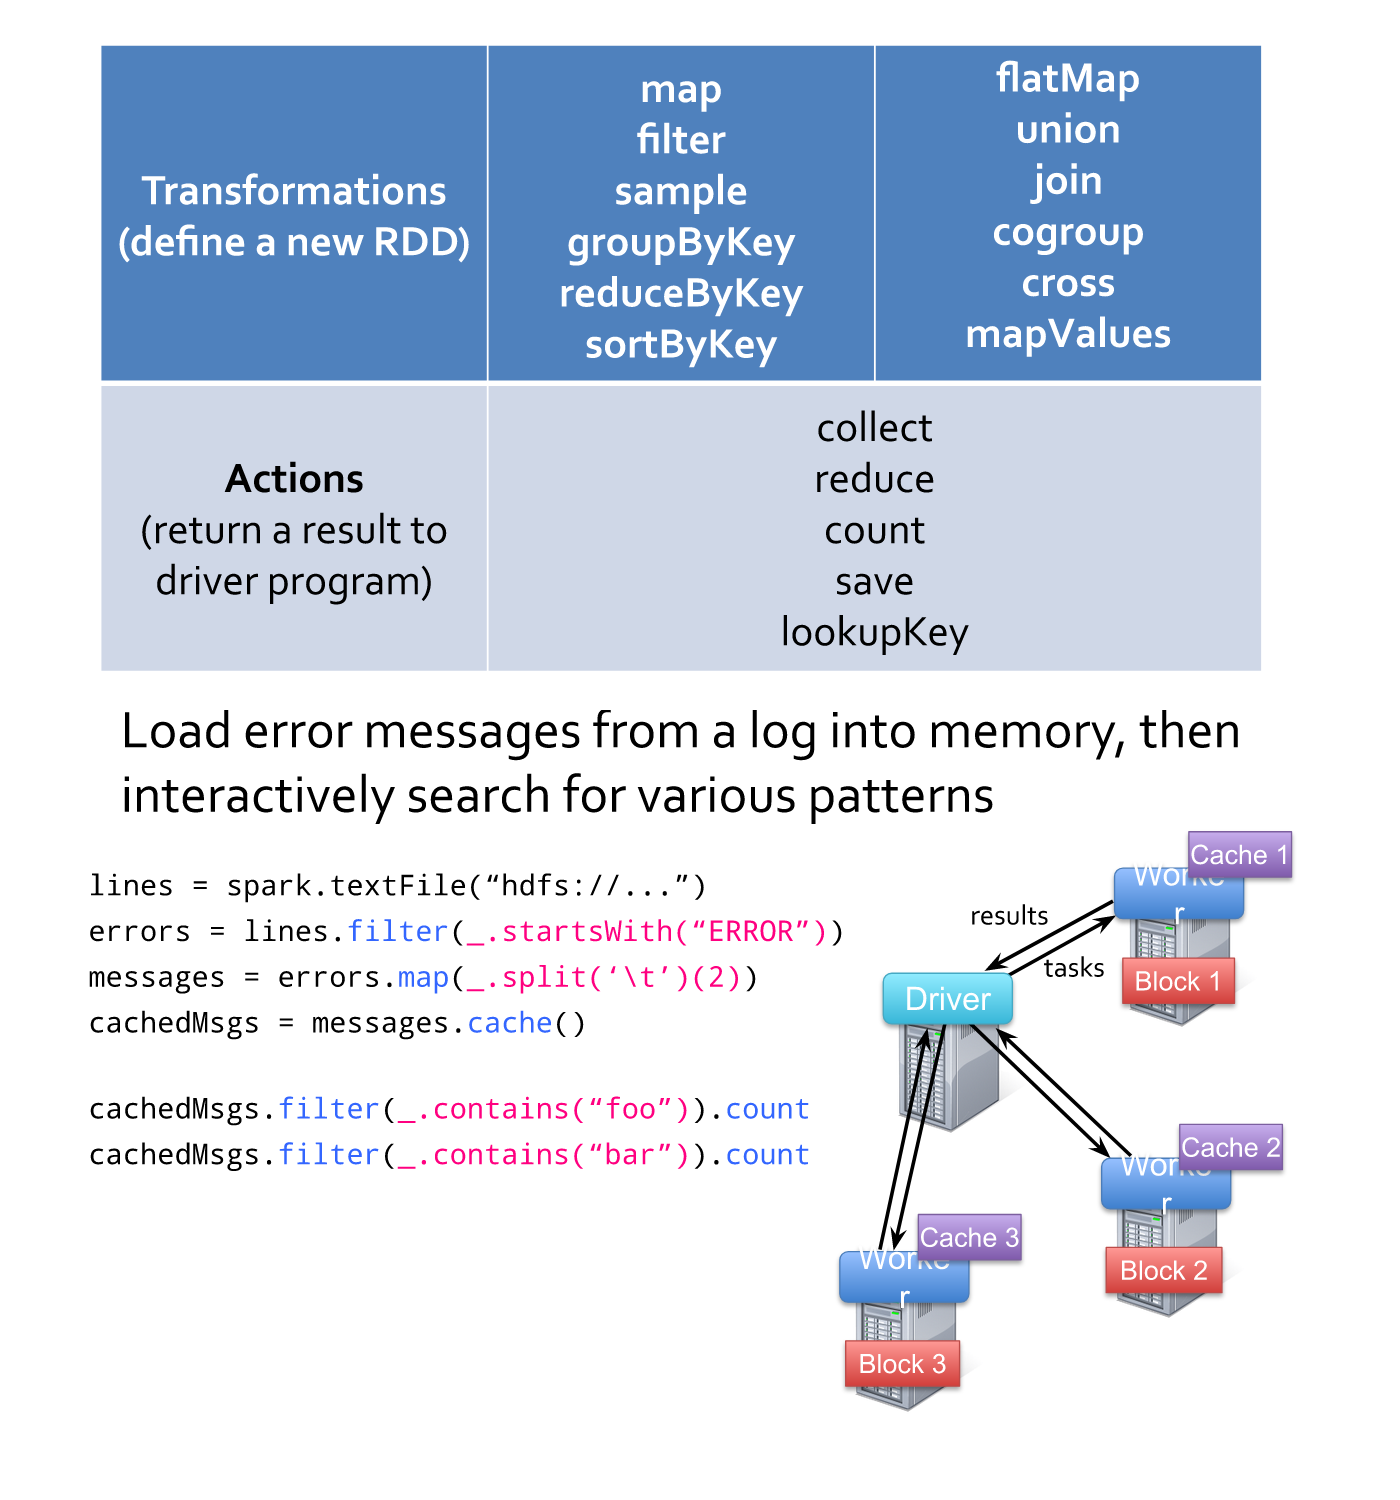 Transformations
(define a new RDD)
map
filter
sample
groupByKey
reduceByKey
sortByKey
flatMap
union
join
cogroup
cross
mapValues
Actions
(return a result to
driver program)
collect
reduce
count
save
lookupKey
Load error messages from a log into memory, then
interactively search for various patterns
lines = spark.textFile(“hdfs://...”)
errors = lines.filter(_.startsWith(“ERROR”))
messages = errors.map(_.split(‘\t’)(2))
cachedMsgs = messages.cache()
cachedMsgs.filter(_.contains(“foo”)).count
cachedMsgs.filter(_.contains(“bar”)).count
Cache 1
Worke
r
results
tasks
Block 1
Driver
Cache 2
Worke
r
Block 2
Cache 3
Worke
r
Block 3